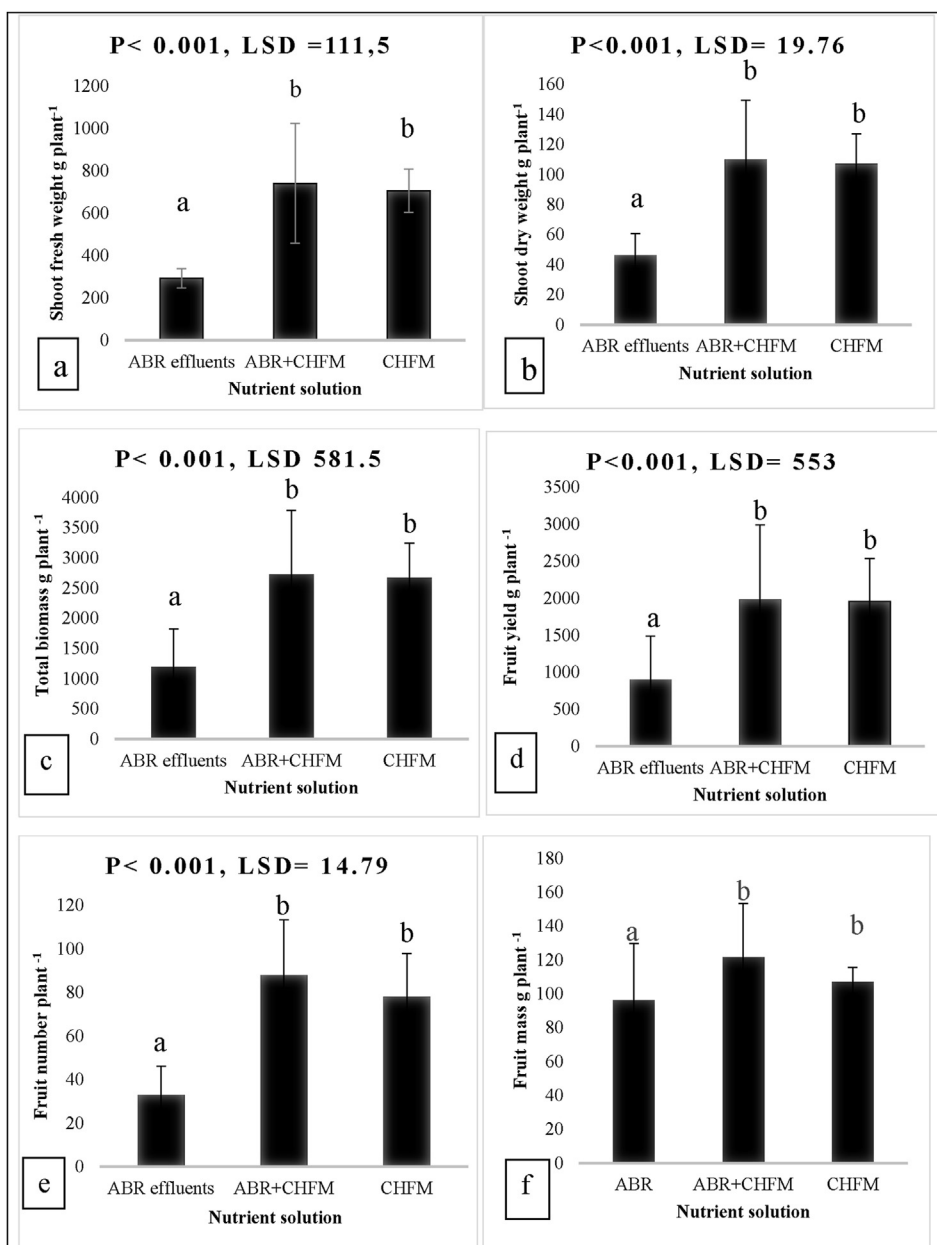 P< 0.001, LSD =111,5
Shoot fresh weight g plant-1
1200
1000
800
600
400
200
0
a
b
b
ABR effluents
ABR+CHFM
CHFM
Nutrient solution
a
P<0.001, LSD= 19.76
Shoot dry weight g plant-1
160
140
120
100
80
60
40
20
0
a
b
b
ABR effluents
ABR+CHFM
CHFM
Nutrient solution
b
P< 0.001, LSD 581.5
Total biomass g plant -1
4000
3500
3000
2500
2000
1500
1000
500
0
a
b
b
ABR effluents
ABR+CHFM
CHFM
Nutrient solution
c
P<0.001, LSD= 553
Fruit yield g plant -1
3500
3000
2500
2000
1500
1000
500
0
a
b
b
ABR effluents
ABR+CHFM
CHFM
Nutrient solution
d
P< 0.001, LSD= 14.79
Fruit number plant -1
120
100
80
60
40
20
0
a
b
b
ABR effluents
ABR+CHFM
CHFM
Nutrient solution
e
Fruit mass g plant -1
180
160
140
120
100
80
60
40
20
0
a
b
b
ABR
ABR+CHFM
CHFM
Nutrient solution
f